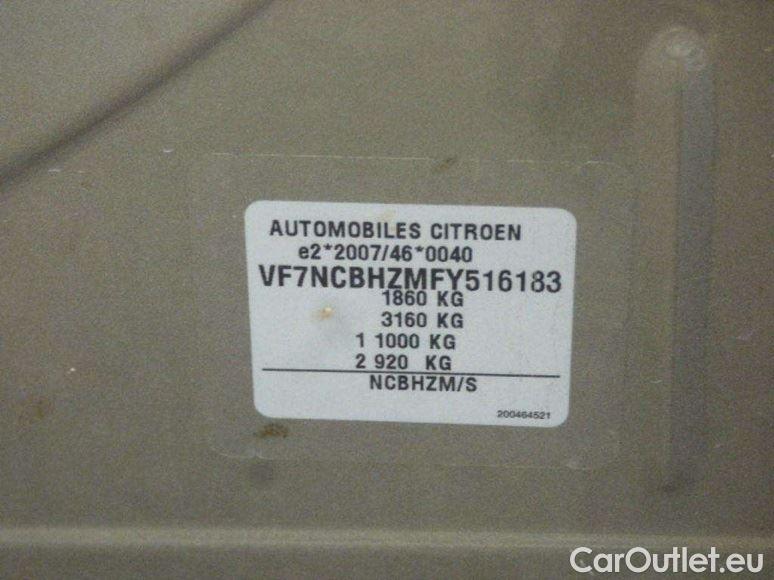 AUTOMOBILES CITROEN
e2*2007/46*0040
VF7NCBHZMFY516183
1860 KG
3160 KG
1 1000 KG
2 920 KG
NCBHZM/S
200464521
CarOutlet.eu